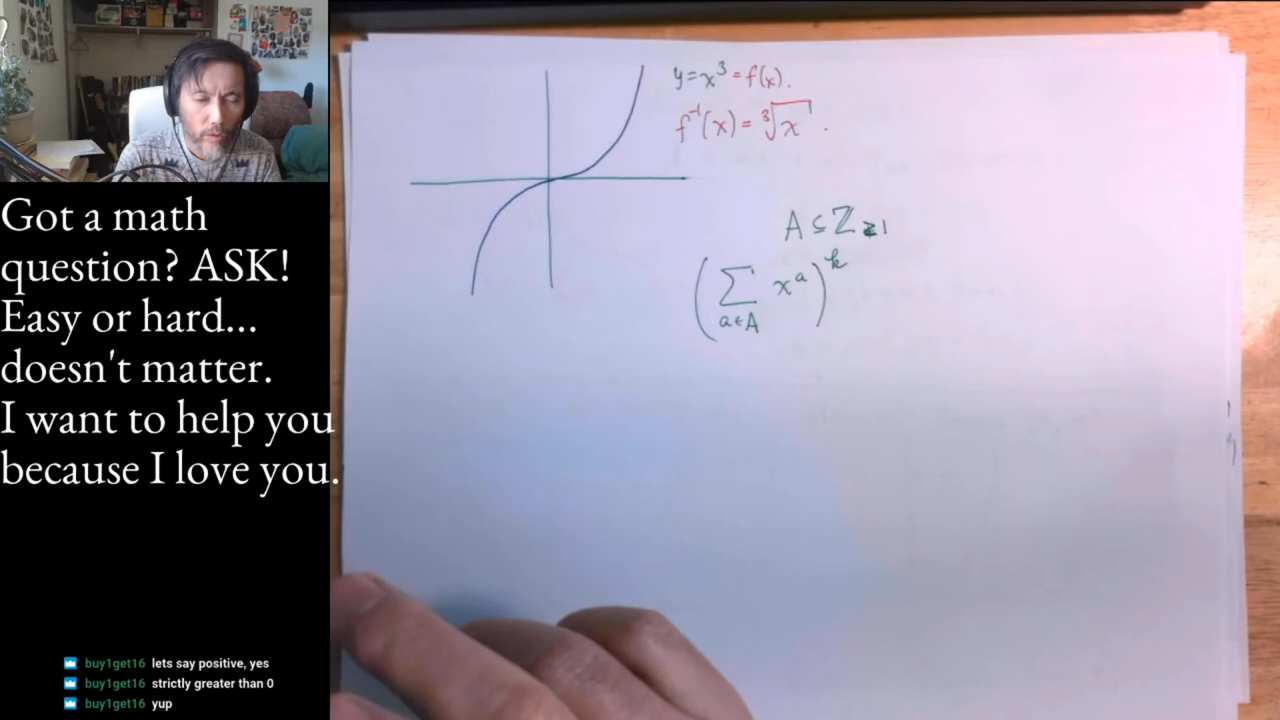 Got a math
question? ASK!
Easy or hard...
doesn't matter.
I want to help you
because I love you.
buy1get16 lets say positive, yes
buy1get16 strictly greater than 0
buy1get16 yup
y=x³=f(x).
f⁻¹(x) = ∛x.
A ⊆ ℤ≥1
(∑ xᵃ)ᵏ
a∈A